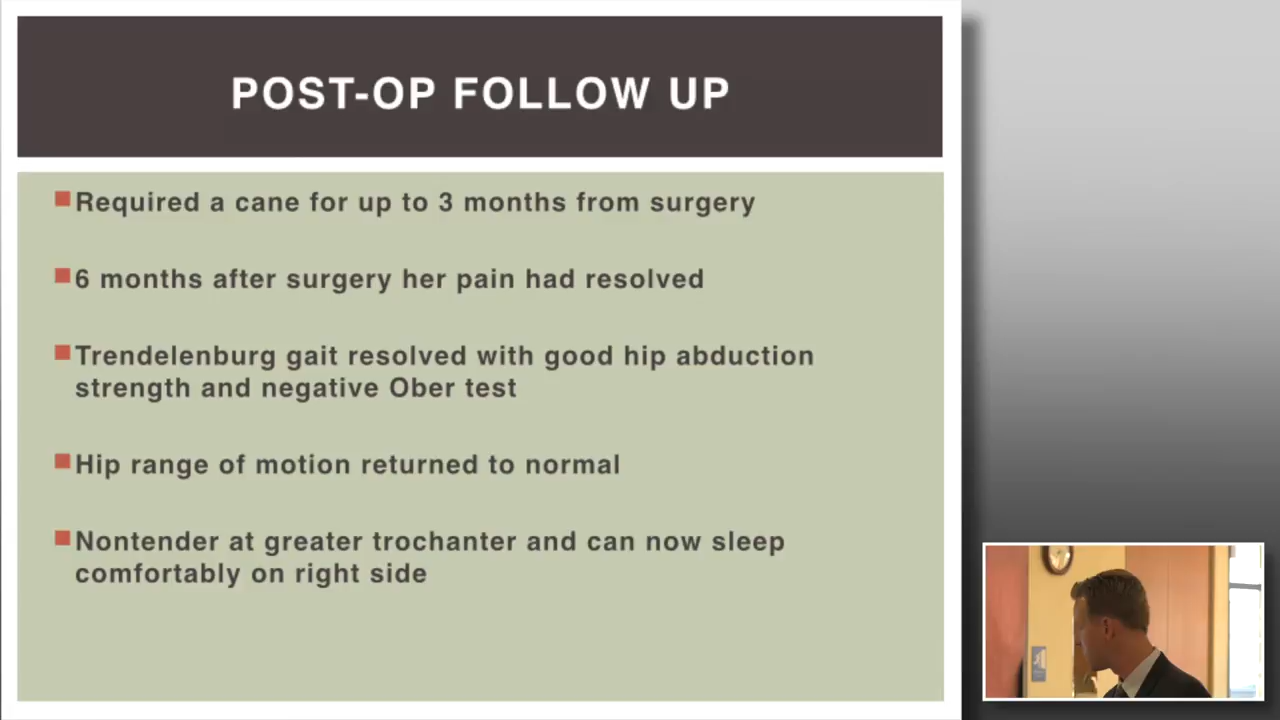 POST-OP FOLLOW UP
Required a cane for up to 3 months from surgery
6 months after surgery her pain had resolved
Trendelenburg gait resolved with good hip abduction
strength and negative Ober test
Hip range of motion returned to normal
Nontender at greater trochanter and can now sleep
comfortably on right side